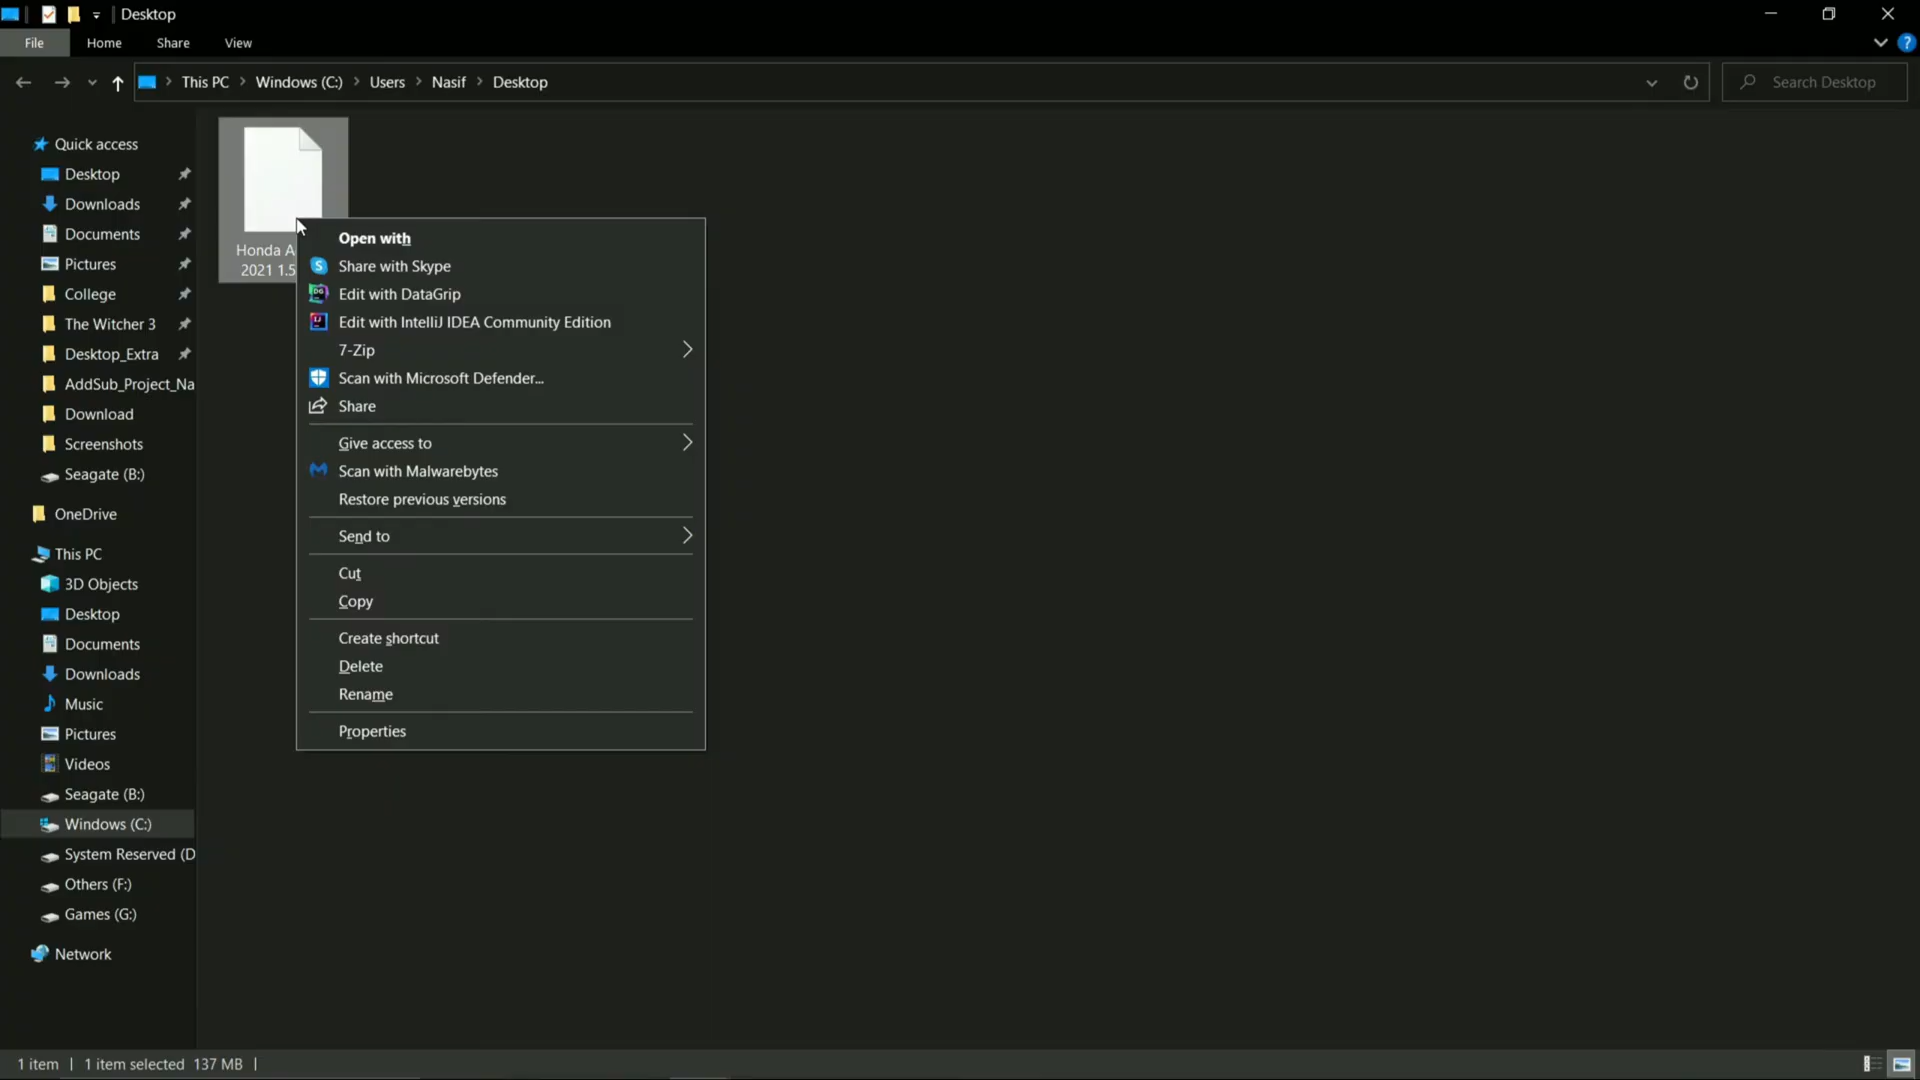 Desktop
File
Home
Share
View
This PC
Windows (C:)
Users
Nasif
Desktop
Search Desktop
Quick access
Desktop
Downloads
Documents
Pictures
College
The Witcher 3
Desktop_Extra
AddSub_Project_Na
Download
Screenshots
Seagate (B:)
OneDrive
This PC
3D Objects
Desktop
Documents
Downloads
Music
Pictures
Videos
Seagate (B:)
Windows (C:)
System Reserved (D
Others (F:)
Games (G:)
Network
Honda A
2021 1.5
Open with
Share with Skype
Edit with DataGrip
Edit with IntelliJ IDEA Community Edition
7-Zip
Scan with Microsoft Defender...
Share
Give access to
Scan with Malwarebytes
Restore previous versions
Send to
Cut
Copy
Create shortcut
Delete
Rename
Properties
1 item
1 item selected 137 MB